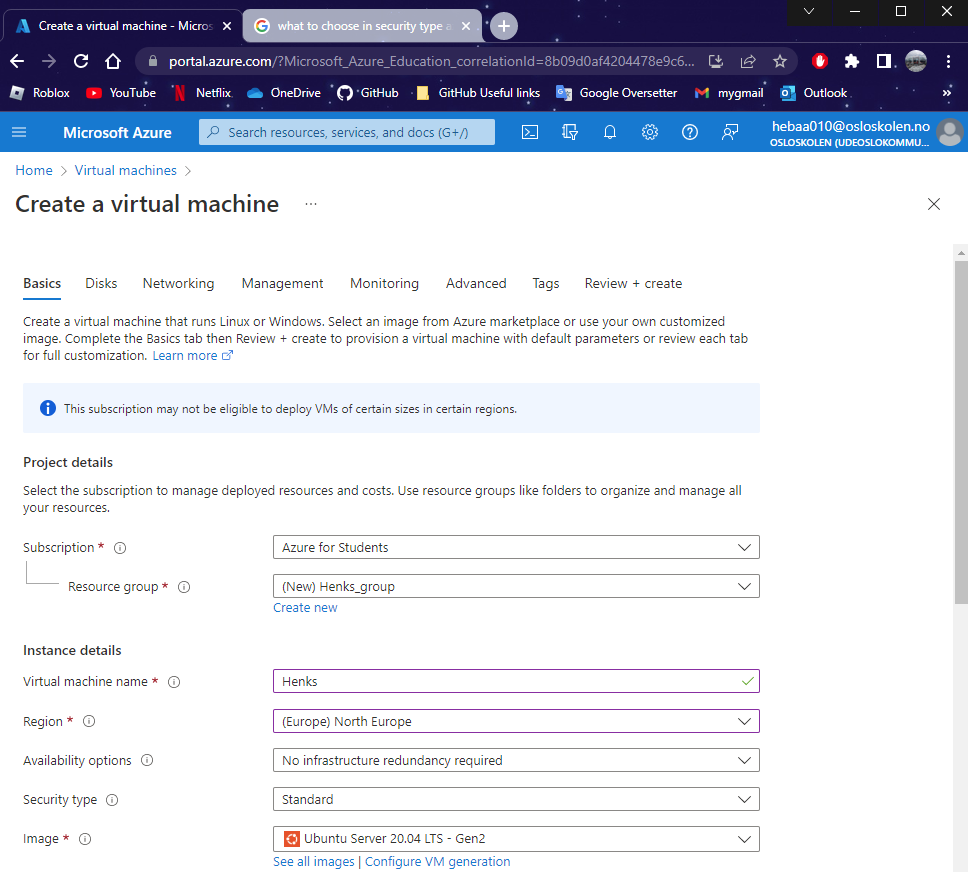 Create a virtual machine - Micros
what to choose in security type a
portal.azure.com/?Microsoft_Azure_Education_correlationId=8b09d0af4204478e9c6...
Roblox YouTube Netflix OneDrive GitHub GitHub Useful links Google Oversetter mygmail Outlook »
Microsoft Azure
Search resources, services, and docs (G+/)
hebaa010@osloskolen.no
OSLOSKOLEN (UDEOSLOKOMMU...
Home > Virtual machines >
Create a virtual machine ...
Basics Disks Networking Management Monitoring Advanced Tags Review + create
Create a virtual machine that runs Linux or Windows. Select an image from Azure marketplace or use your own customized
image. Complete the Basics tab then Review + create to provision a virtual machine with default parameters or review each tab
for full customization. Learn more
This subscription may not be eligible to deploy VMs of certain sizes in certain regions.
Project details
Select the subscription to manage deployed resources and costs. Use resource groups like folders to organize and manage all
your resources.
Subscription * Azure for Students
Resource group * (New) Henks_group
Create new
Instance details
Virtual machine name * Henks
Region * (Europe) North Europe
Availability options No infrastructure redundancy required
Security type Standard
Image * Ubuntu Server 20.04 LTS - Gen2
See all images | Configure VM generation